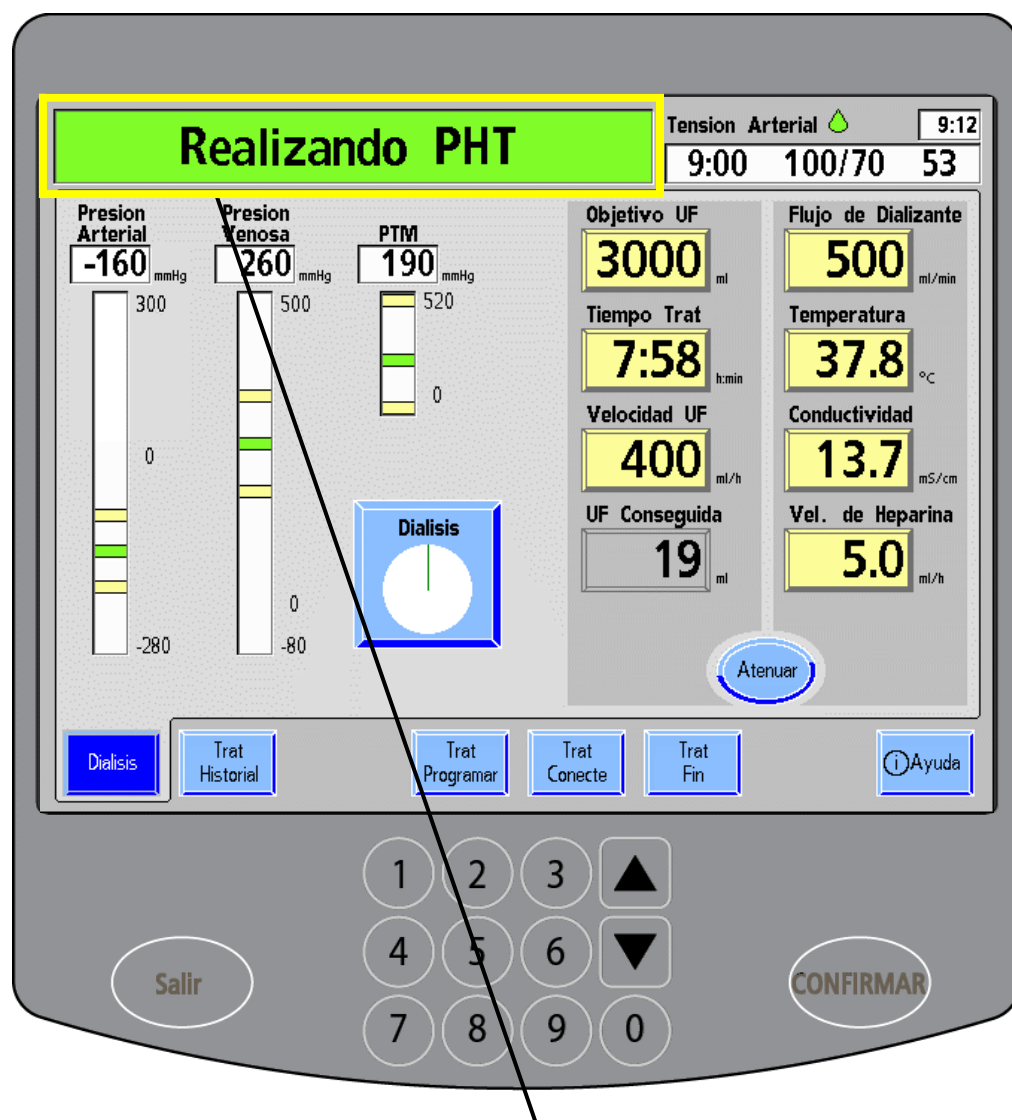 Realizando PHT
Tension Arterial 9:12
9:00 100/70 53
Presion Arterial
-160 mmHg
300
0
-280
Presion Venosa
260 mmHg
500
0
-80
PTM
190 mmHg
520
0
Dialisis
Objetivo UF
3000 ml
Tiempo Trat
7:58 h:min
Velocidad UF
400 ml/h
UF Conseguida
19 ml
Flujo de Dializante
500 ml/min
Temperatura
37.8 °C
Conductividad
13.7 mS/cm
Vel. de Heparina
5.0 ml/h
Atenuar
Dialisis
Trat
Historial
Trat
Programar
Trat
Conecte
Trat
Fin
i Ayuda
1 2 3
4 5 6
7 8 9 0
Salir
CONFIRMAR